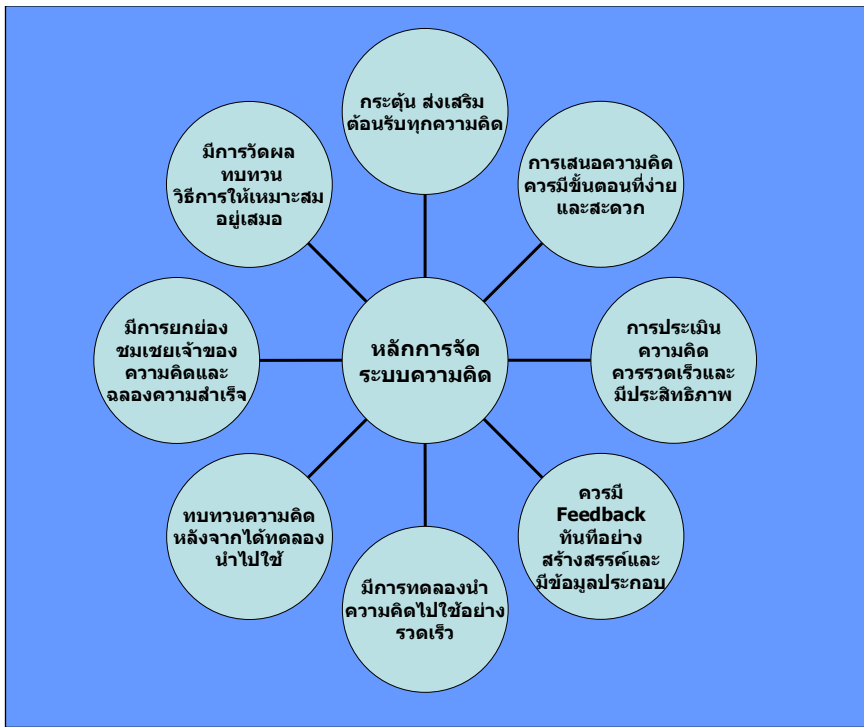 กระตุ้น ส่งเสริม
ต้อนรับทุกความคิด
การเสนอความคิด
ควรมีขั้นตอนที่ง่าย
และสะดวก
การประเมิน
ความคิด
ควรรวดเร็วและ
มีประสิทธิภาพ
ควรมี
Feedback
ทันทีอย่าง
สร้างสรรค์และ
มีข้อมูลประกอบ
มีการทดลองนำ
ความคิดไปใช้อย่าง
รวดเร็ว
ทบทวนความคิด
หลังจากได้ทดลอง
นำไปใช้
มีการยกย่อง
ชมเชยเจ้าของ
ความคิดและ
ฉลองความสำเร็จ
มีการวัดผล
ทบทวน
วิธีการให้เหมาะสม
อยู่เสมอ
หลักการจัด
ระบบความคิด